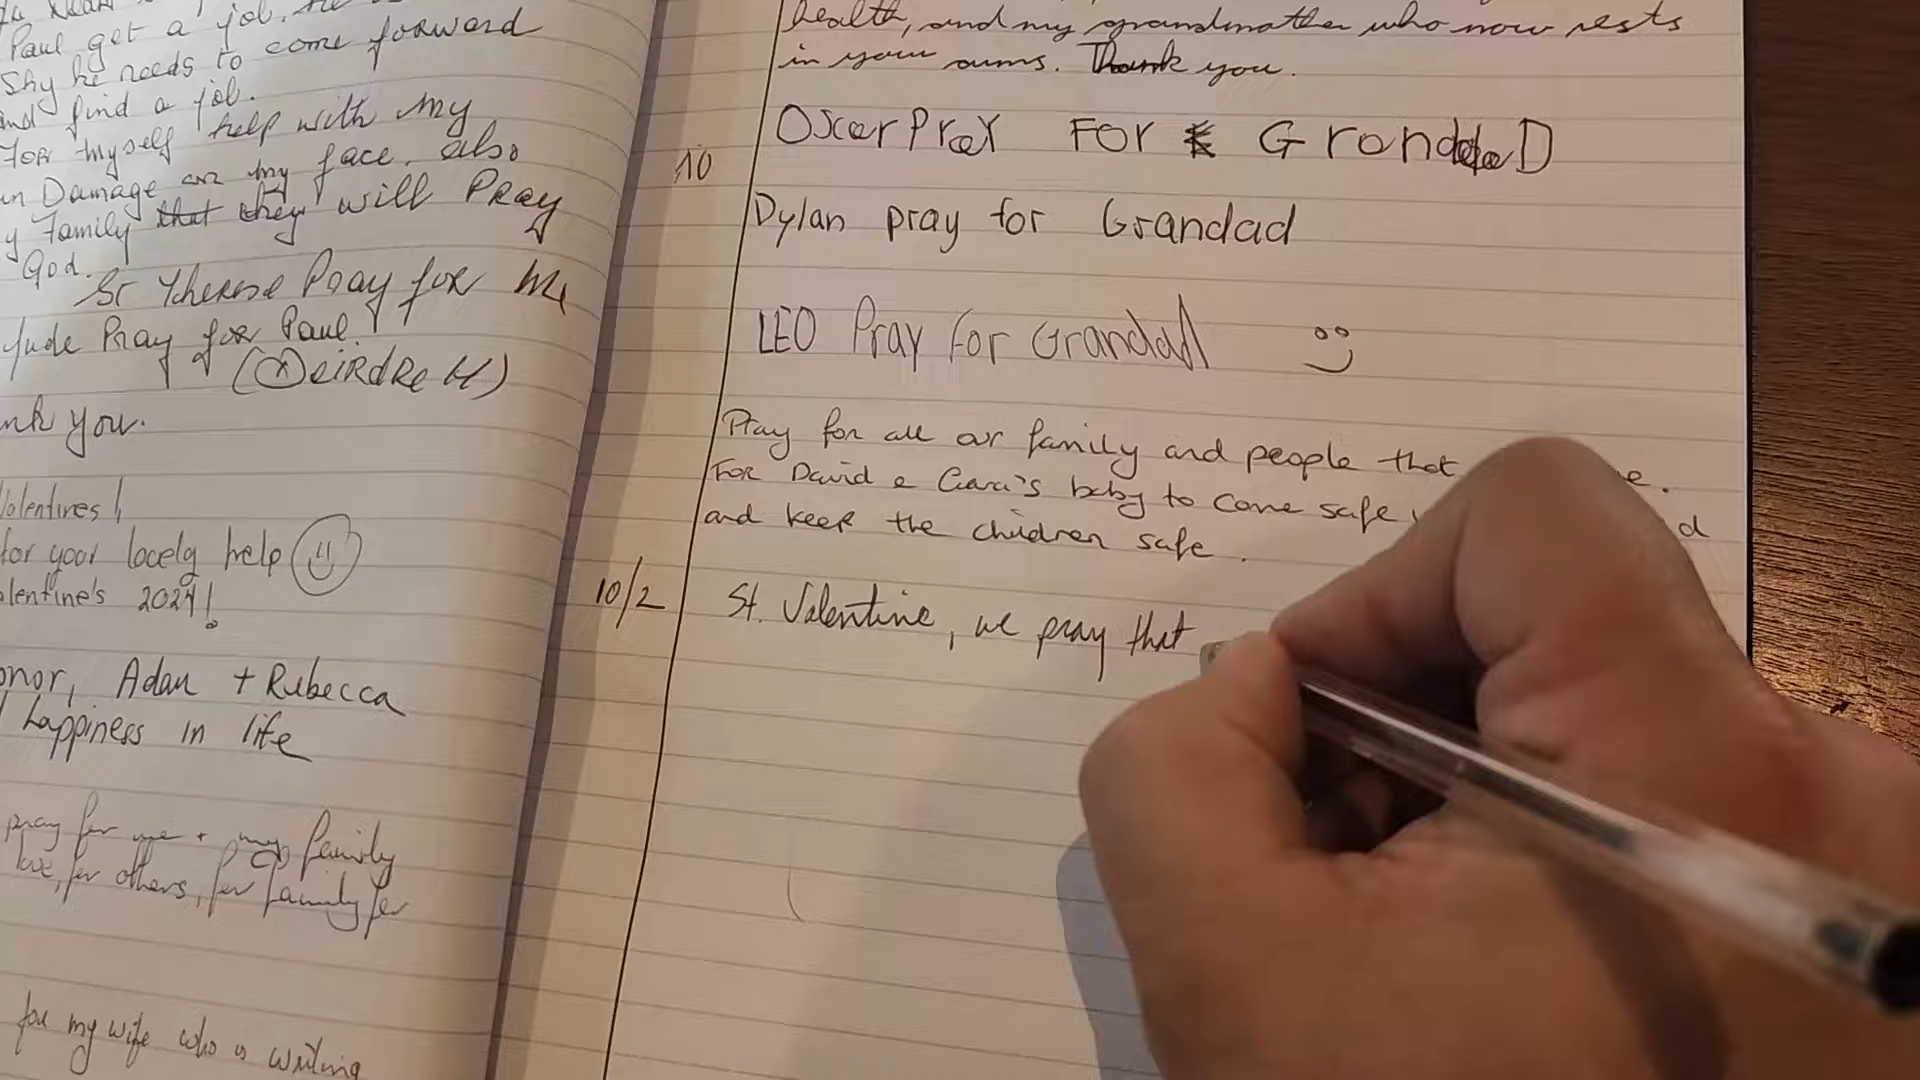 Paul get a job. He
Shy he needs to come forward
and find a job.
For myself help with my
un Damage on my face. also
y Family that they will Pray
God.
St Therese Pray for Me
Jude Pray for Paul.
(Deirdre H)
nk you.
Valentines!
for your lovely help
lentine's 2024!
onor, Adam + Rebecca
happiness in life
pray for me + my family
love, for others, for family for
for my wife who is writing
health, and my grandmother who now rests
in your arms. Thank you.
10
Oscar Pray For GrondaD
Dylan pray for Grandad
LEO Pray for Grandad
Pray for all our family and people that e.
For David & Ciara's baby to come safe d
and keep the children safe.
10/2 St. Valentine, we pray that